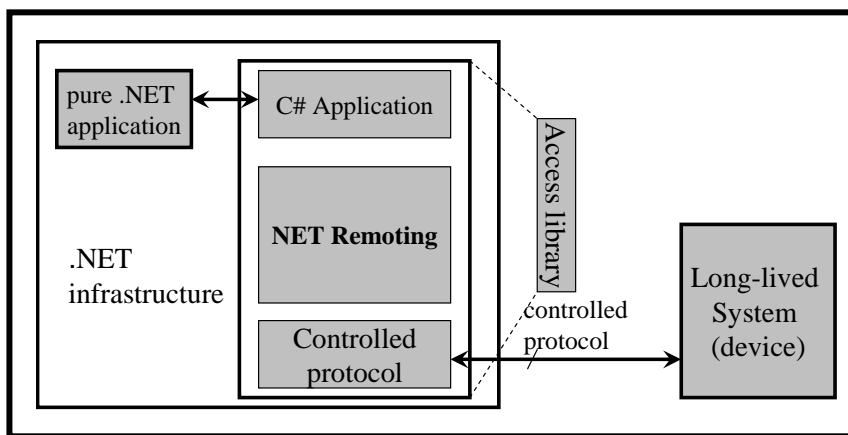 pure .NET
application
C# Application
NET Remoting
.NET
infrastructure
Controlled
protocol
Access library
controlled
protocol
Long-lived
System
(device)